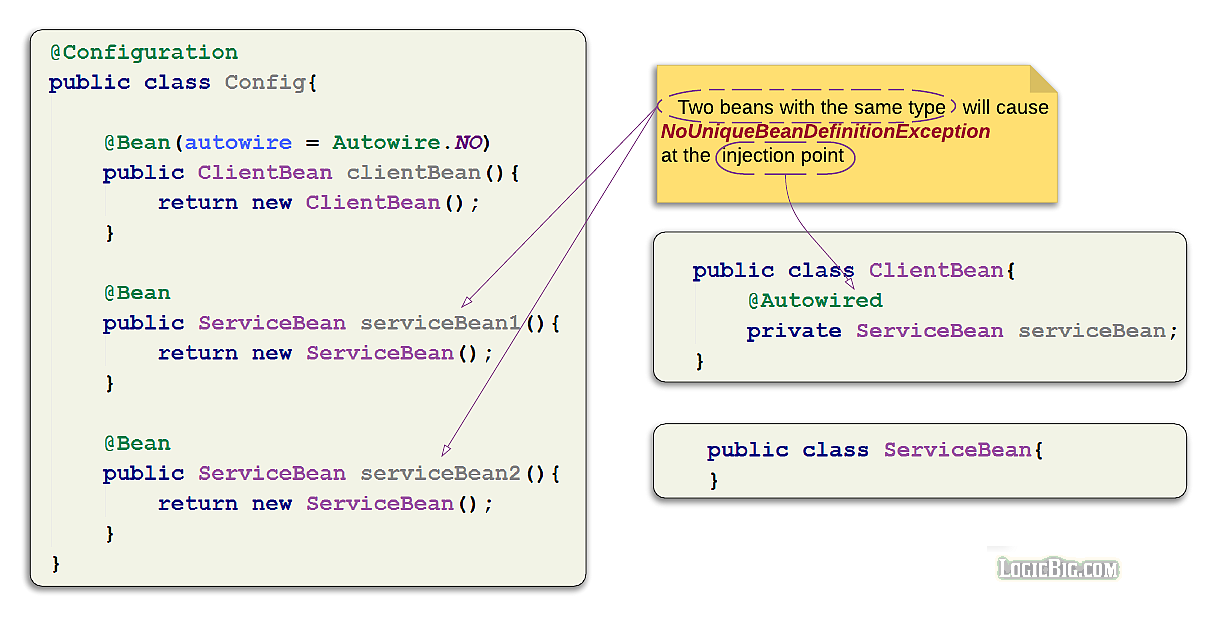 @Configuration
public class Config{
@Bean(autowire = Autowire.NO)
public ClientBean clientBean(){
return new ClientBean();
}
@Bean
public ServiceBean serviceBean1(){
return new ServiceBean();
}
@Bean
public ServiceBean serviceBean2(){
return new ServiceBean();
}
}
Two beans with the same type will cause
NoUniqueBeanDefinitionException
at the injection point
public class ClientBean{
@Autowired
private ServiceBean serviceBean;
}
public class ServiceBean{
}
LogicBig.com